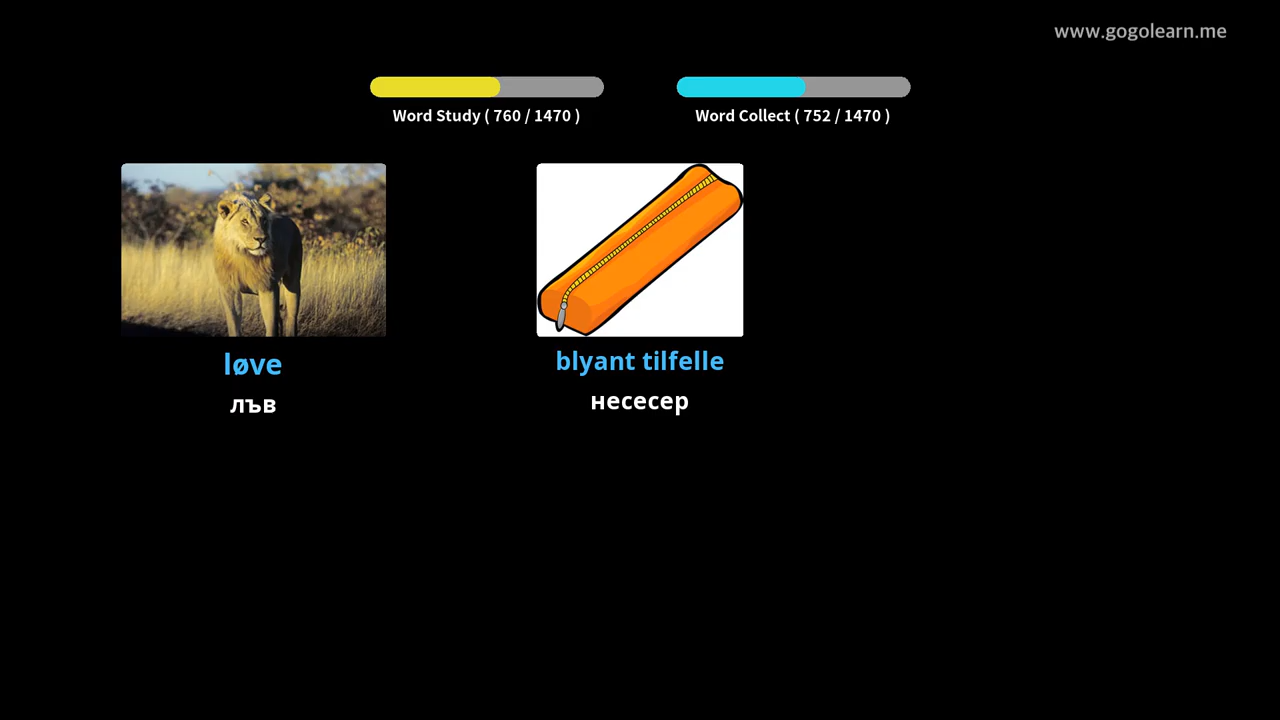 www.gogolearn.me
Word Study ( 760 / 1470 )
Word Collect ( 752 / 1470 )
løve
лъв
blyant tilfelle
несесер